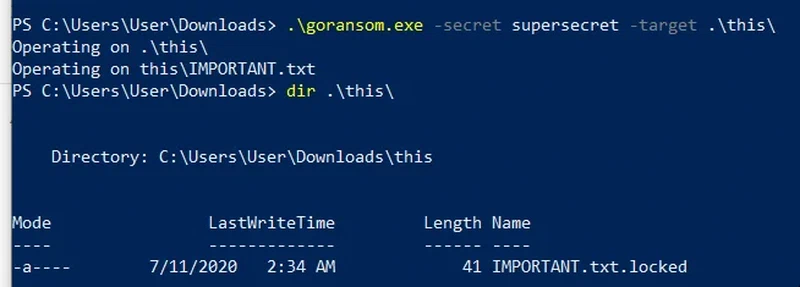 PS C:\Users\User\Downloads> .\goransom.exe -secret supersecret -target .\this\
Operating on .\this\
Operating on this\IMPORTANT.txt
PS C:\Users\User\Downloads> dir .\this\
Directory: C:\Users\User\Downloads\this
Mode LastWriteTime Length Name
---- ------------- ------ ----
-a---- 7/11/2020 2:34 AM 41 IMPORTANT.txt.locked